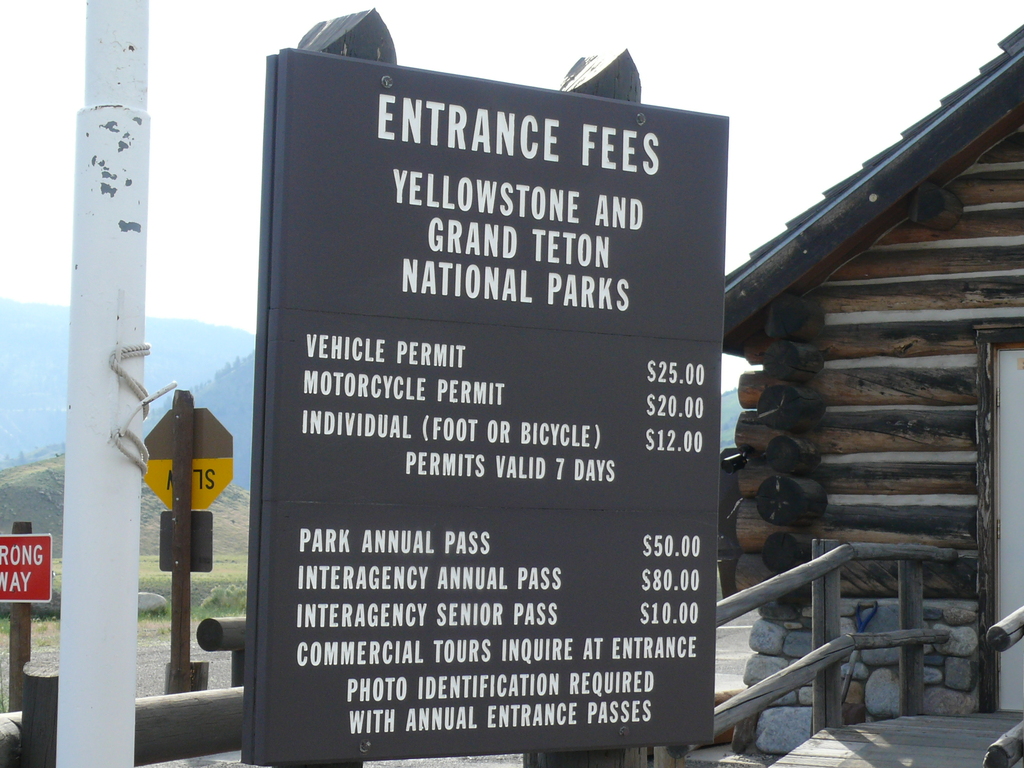 ENTRANCE FEES
YELLOWSTONE AND
GRAND TETON
NATIONAL PARKS
VEHICLE PERMIT $25.00
MOTORCYCLE PERMIT $20.00
INDIVIDUAL (FOOT OR BICYCLE) $12.00
PERMITS VALID 7 DAYS
PARK ANNUAL PASS $50.00
INTERAGENCY ANNUAL PASS $80.00
INTERAGENCY SENIOR PASS $10.00
COMMERCIAL TOURS INQUIRE AT ENTRANCE
PHOTO IDENTIFICATION REQUIRED
WITH ANNUAL ENTRANCE PASSES
SLOW
RONG
WAY